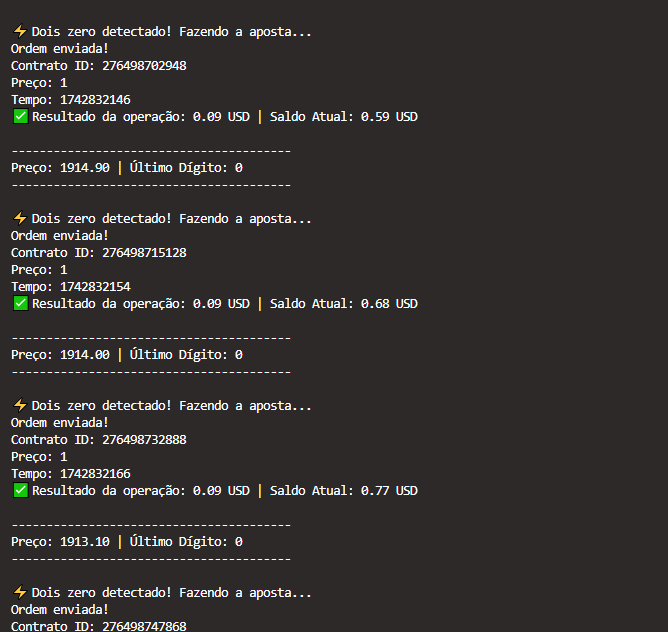 ⚡ Dois zero detectado! Fazendo a aposta...
Ordem enviada!
Contrato ID: 276498702948
Preço: 1
Tempo: 1742832146
✅ Resultado da operação: 0.09 USD | Saldo Atual: 0.59 USD
----------------------------------------
Preço: 1914.90 | Último Dígito: 0
----------------------------------------
⚡ Dois zero detectado! Fazendo a aposta...
Ordem enviada!
Contrato ID: 276498715128
Preço: 1
Tempo: 1742832154
✅ Resultado da operação: 0.09 USD | Saldo Atual: 0.68 USD
----------------------------------------
Preço: 1914.00 | Último Dígito: 0
----------------------------------------
⚡ Dois zero detectado! Fazendo a aposta...
Ordem enviada!
Contrato ID: 276498732888
Preço: 1
Tempo: 1742832166
✅ Resultado da operação: 0.09 USD | Saldo Atual: 0.77 USD
----------------------------------------
Preço: 1913.10 | Último Dígito: 0
----------------------------------------
⚡ Dois zero detectado! Fazendo a aposta...
Ordem enviada!
Contrato ID: 276498747868